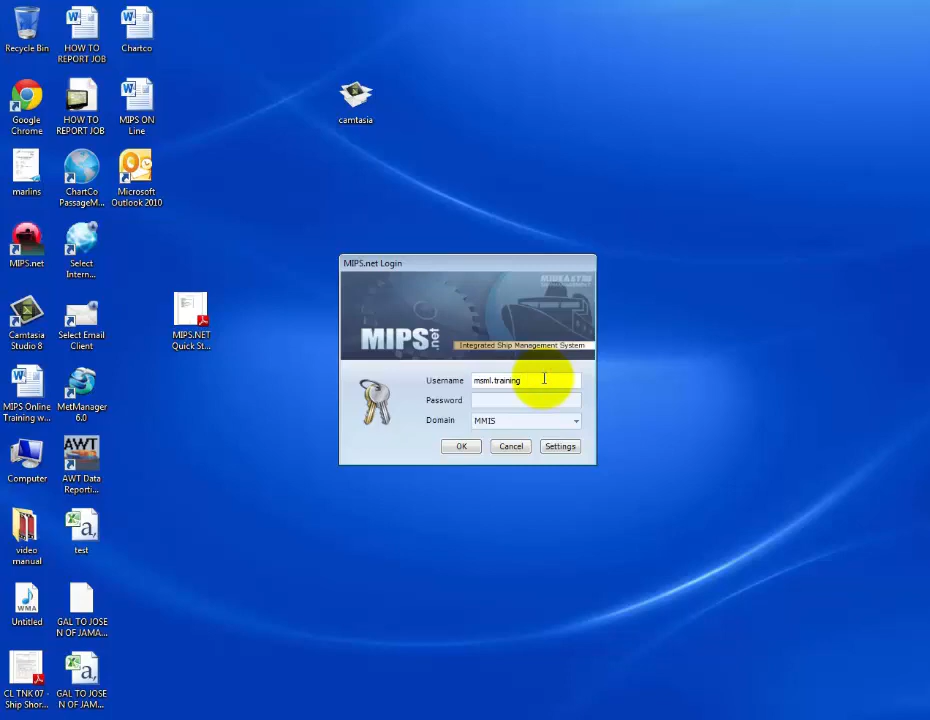 Recycle Bin
HOW TO
REPORT JOB
Chartco
Google
Chrome
HOW TO
REPORT JOB
MIPS ON
Line
camtasia
marlins
ChartCo
PassageM...
Microsoft
Outlook 2010
MIPS.net
Select
Intern...
MIPS.net Login
MIPS.net
Integrated Ship Management System
Camtasia
Studio 8
Select Email
Client
MIPS.NET
Quick St...
Username
msml.training
Password
Domain
MMIS
OK
Cancel
Settings
MIPS Online
Training w...
MetManager
6.0
Computer
AWT
AWT Data
Reporti...
video
manual
a,
test
WMA
Untitled
GAL TO JOSE
N OF JAMA...
CL TNK 07 -
Ship Shor...
a,
GAL TO JOSE
N OF JAM...